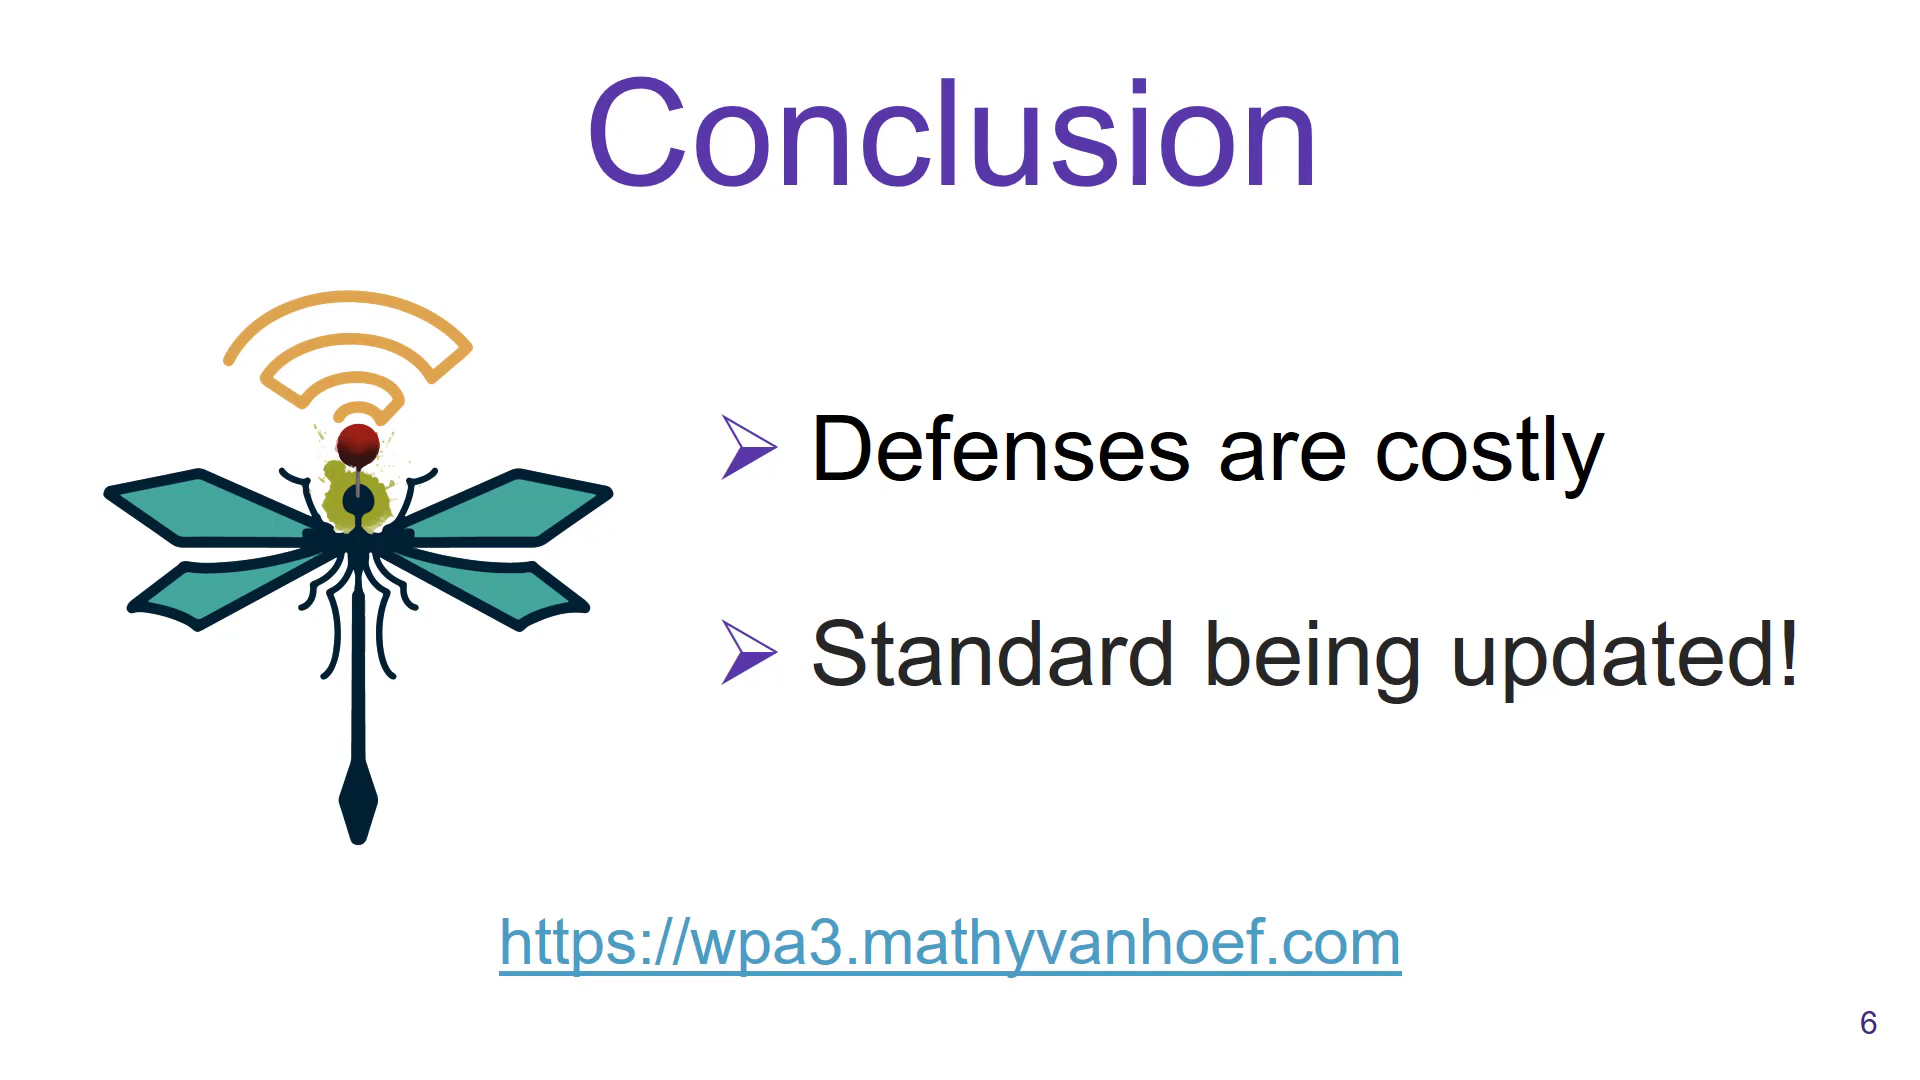 Conclusion
Defenses are costly
Standard being updated!
https://wpa3.mathyvanhoef.com
6